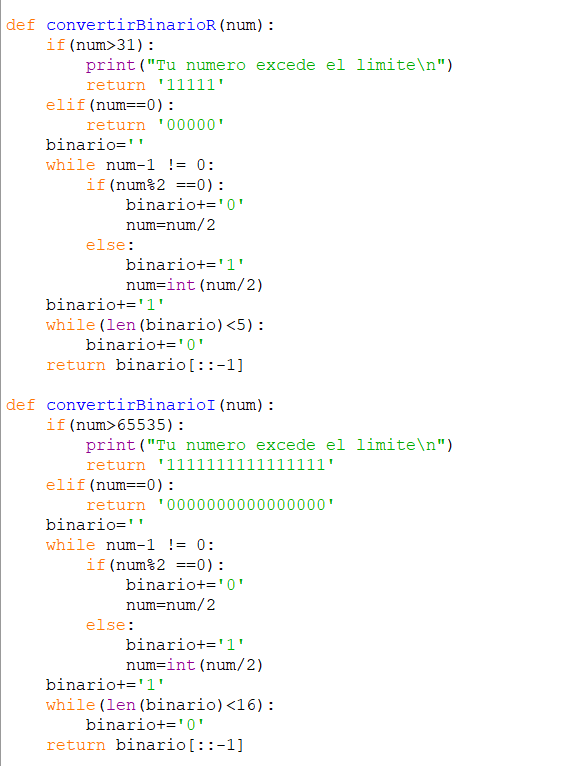 def convertirBinarioR(num):
    if(num>31):
        print("Tu numero excede el limite\n")
        return '11111'
    elif(num==0):
        return '00000'
    binario=''
    while num-1 != 0:
        if(num%2 ==0):
            binario+='0'
            num=num/2
        else:
            binario+='1'
            num=int(num/2)
    binario+='1'
    while(len(binario)<5):
        binario+='0'
    return binario[::-1]

def convertirBinarioI(num):
    if(num>65535):
        print("Tu numero excede el limite\n")
        return '1111111111111111'
    elif(num==0):
        return '0000000000000000'
    binario=''
    while num-1 != 0:
        if(num%2 ==0):
            binario+='0'
            num=num/2
        else:
            binario+='1'
            num=int(num/2)
    binario+='1'
    while(len(binario)<16):
        binario+='0'
    return binario[::-1]